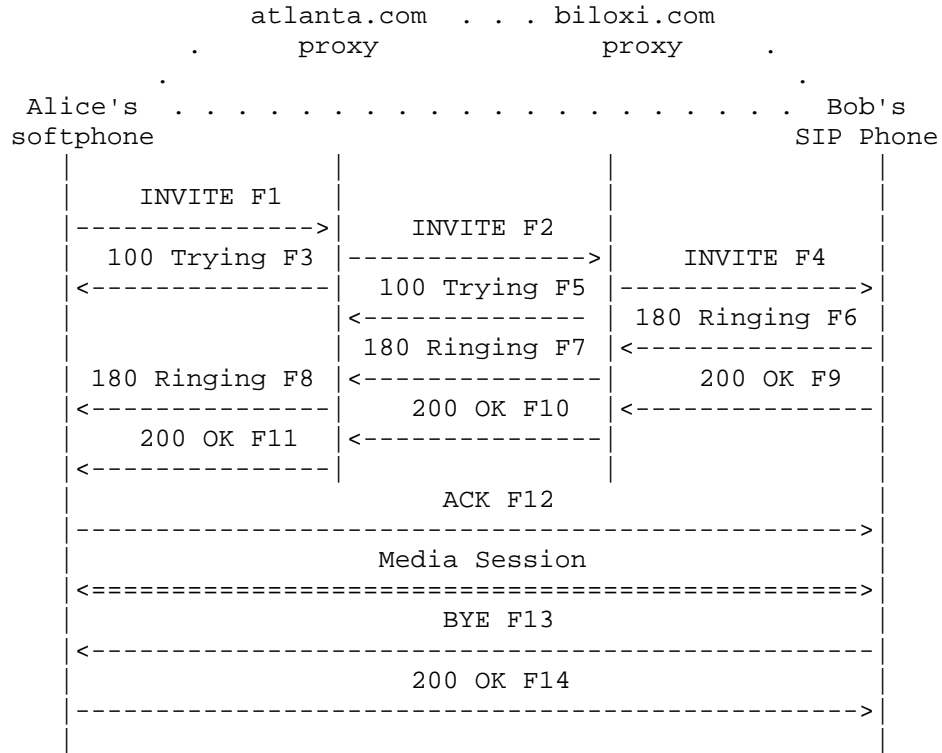 atlanta.com . . . biloxi.com
. proxy proxy .
. .
Alice's . . . . . . . . . . . . . . . . . . . . Bob's
softphone SIP Phone
| | | |
| INVITE F1 | | |
|--------------->| INVITE F2 | |
| 100 Trying F3 |--------------->| INVITE F4 |
|<---------------| 100 Trying F5 |--------------->|
| |<-------------- | 180 Ringing F6 |
| | 180 Ringing F7 |<---------------|
| 180 Ringing F8 |<---------------| 200 OK F9 |
|<---------------| 200 OK F10 |<---------------|
| 200 OK F11 |<---------------| |
|<---------------| | |
| ACK F12 |
|------------------------------------------------->|
| Media Session |
|<================================================>|
| BYE F13 |
|<-------------------------------------------------|
| 200 OK F14 |
|------------------------------------------------->|
| |